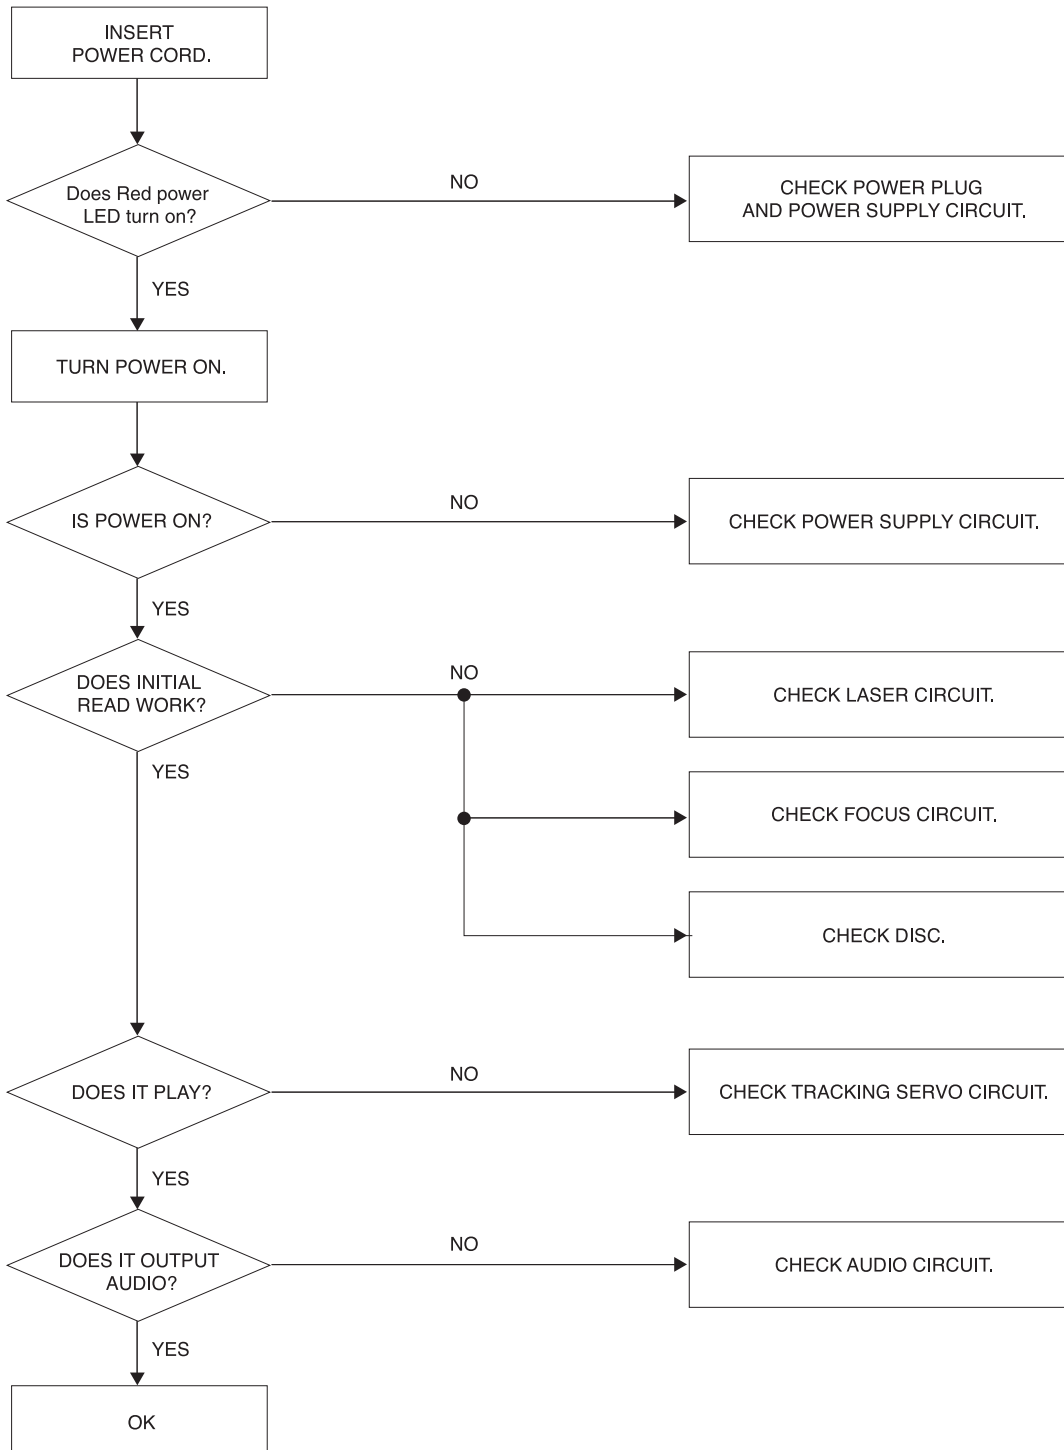 INSERT
POWER CORD.
Does Red power
LED turn on?
NO
CHECK POWER PLUG
AND POWER SUPPLY CIRCUIT.
YES
TURN POWER ON.
IS POWER ON?
NO
CHECK POWER SUPPLY CIRCUIT.
YES
DOES INITIAL
READ WORK?
NO
CHECK LASER CIRCUIT.
YES
CHECK FOCUS CIRCUIT.
CHECK DISC.
DOES IT PLAY?
NO
CHECK TRACKING SERVO CIRCUIT.
YES
DOES IT OUTPUT
AUDIO?
NO
CHECK AUDIO CIRCUIT.
YES
OK